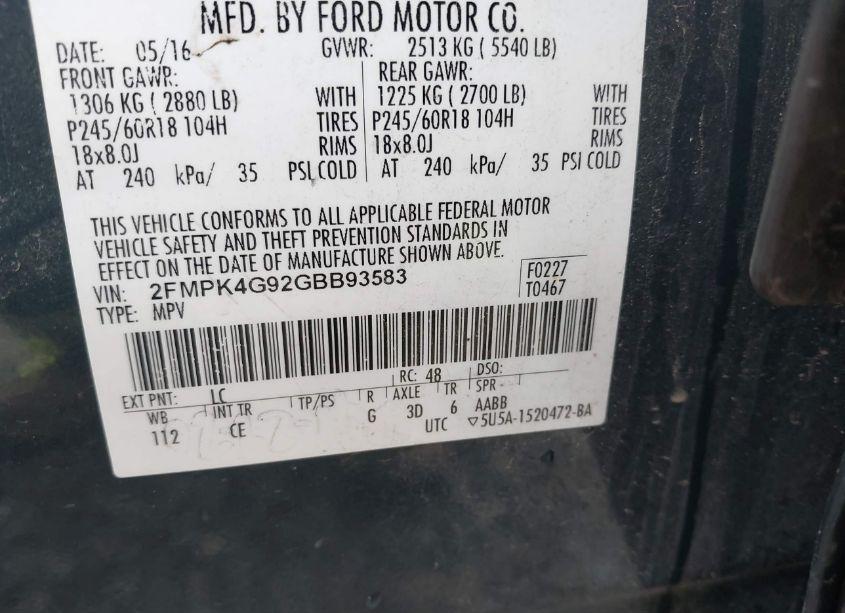 MFD. BY FORD MOTOR CO.
DATE: 05/16 GVWR: 2513 KG ( 5540 LB)
FRONT GAWR: REAR GAWR:
1306 KG ( 2880 LB) WITH 1225 KG ( 2700 LB) WITH
P245/60R18 104H TIRES P245/60R18 104H TIRES
18x8.0J RIMS 18x8.0J RIMS
AT 240 kPa/ 35 PSI COLD AT 240 kPa/ 35 PSI COLD
THIS VEHICLE CONFORMS TO ALL APPLICABLE FEDERAL MOTOR
VEHICLE SAFETY AND THEFT PREVENTION STANDARDS IN
EFFECT ON THE DATE OF MANUFACTURE SHOWN ABOVE.
VIN: 2FMPK4G92GBB93583 F0227
TYPE: MPV T0467
EXT PNT: RC: 48 DSO:
WB INT TR TP/PS R AXLE TR SPR
112 CE G 3D 6 AABB
UTC ▽5U5A-1520472-BA